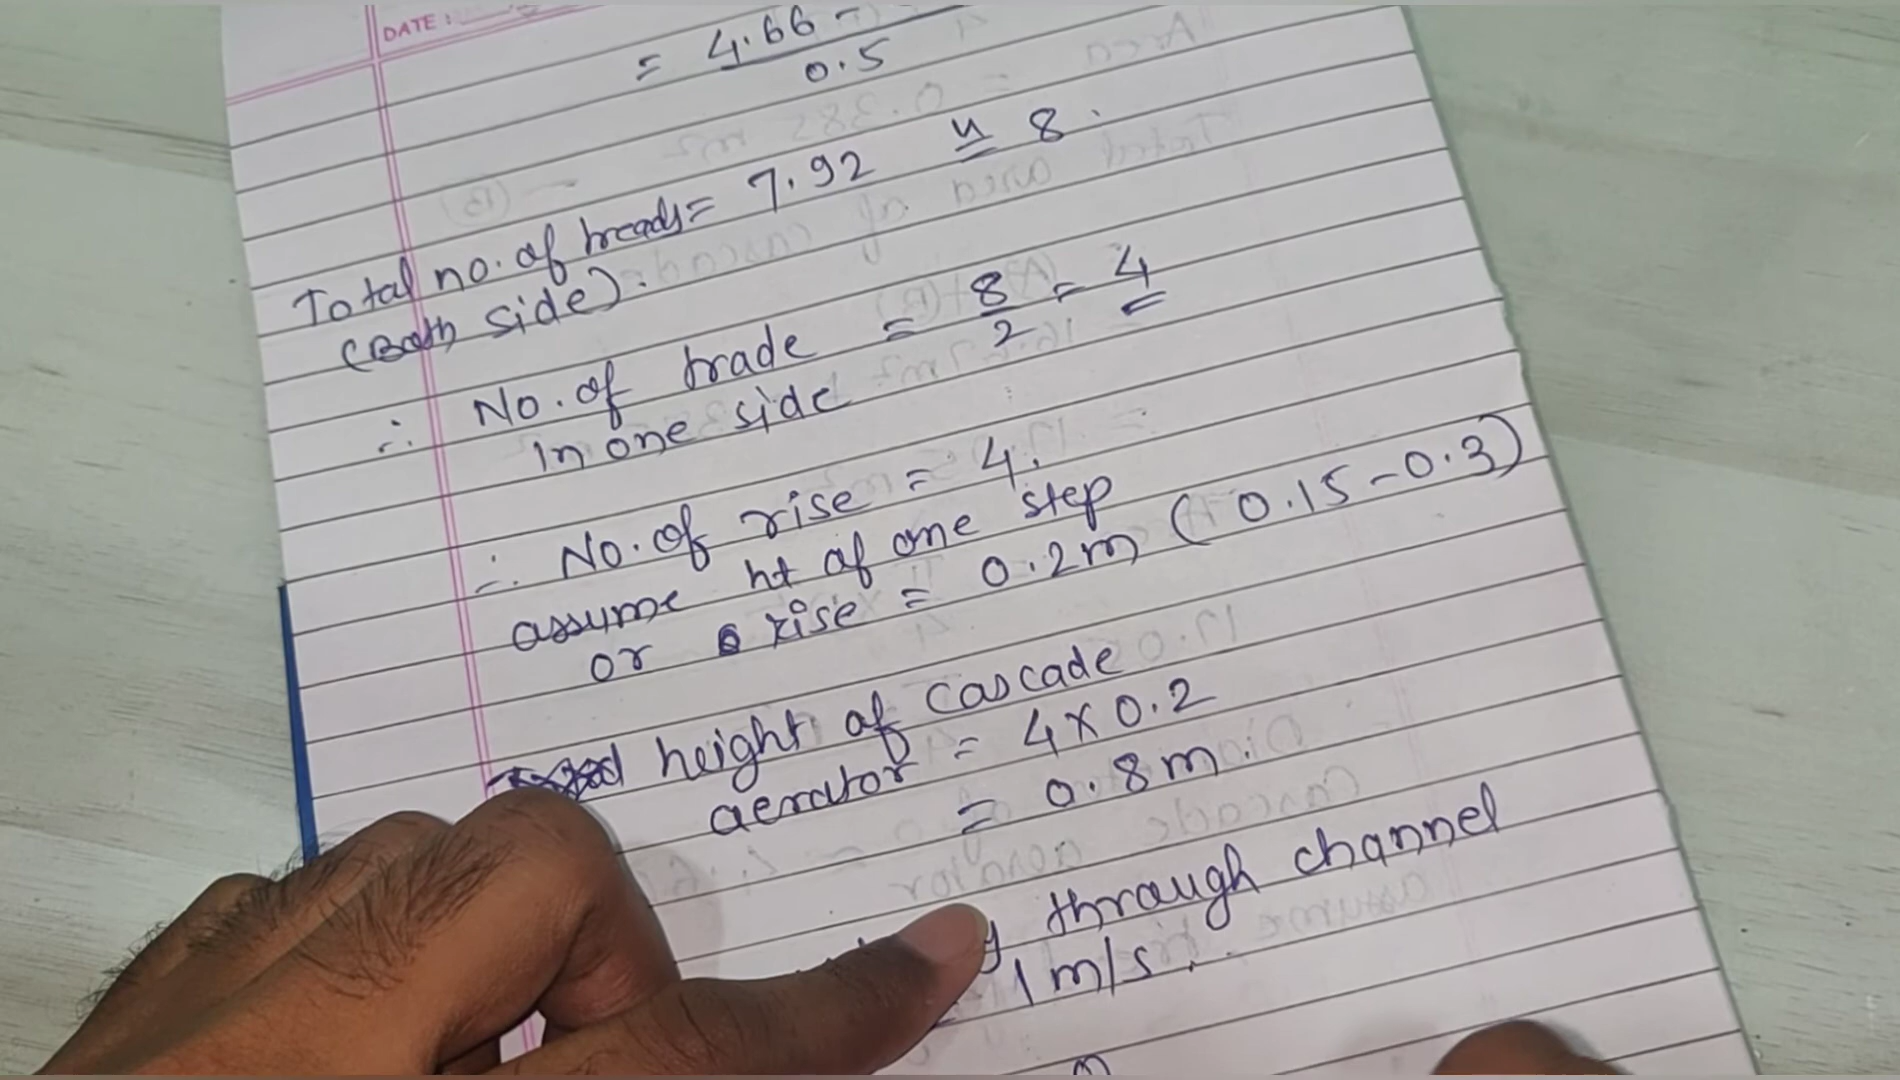 DATE :
= 4.66 -
0.5
Total no. of treads = 7.92 ≃ 8.
(Both side).
∴ No. of trade = 8/2 = 4
in one side
∴ No. of rise = 4.
assume ht of one step
or rise = 0.2m (0.15-0.3)
height of cascade
aerator = 4 x 0.2
= 0.8m.
through channel
1 m/s.